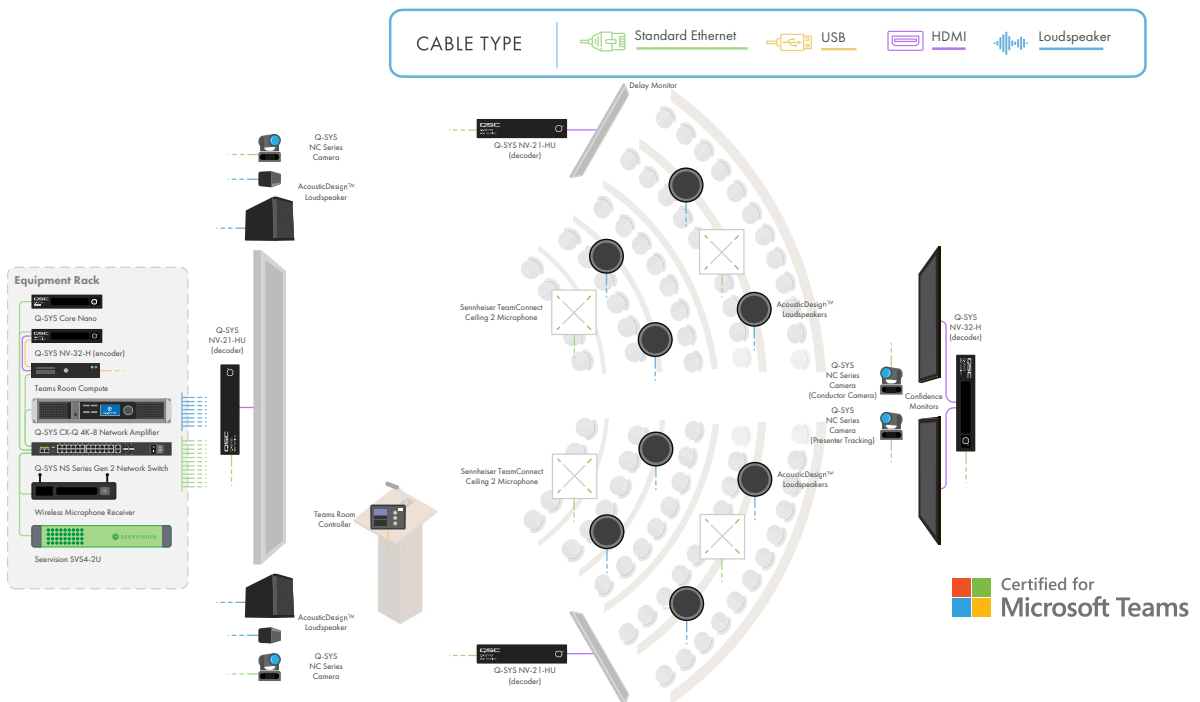 CABLE TYPE
Standard Ethernet
USB
HDMI
Loudspeaker
Delay Monitor
Q-SYS
NC Series
Camera
AcousticDesign™
Loudspeaker
QSC
Q-SYS NV-21-HU
(decoder)
Equipment Rack
QSC
Q-SYS Core Nano
QSC
Q-SYS NV-32-H (encoder)
Teams Room Compute
Q-SYS CX-Q 4K-8 Network Amplifier
Q-SYS NS Series Gen 2 Network Switch
Wireless Microphone Receiver
SEERVISION
Seervision SVS4-2U
Q-SYS
NV-21-HU
(decoder)
Sennheiser TeamConnect
Ceiling 2 Microphone
AcousticDesign™
Loudspeakers
Q-SYS
NV-32-H
(decoder)
Q-SYS
NC Series
Camera
(Conductor Camera)
Confidence
Monitors
Q-SYS
NC Series
Camera
(Presenter Tracking)
Sennheiser TeamConnect
Ceiling 2 Microphone
AcousticDesign™
Loudspeakers
Teams Room
Controller
AcousticDesign™
Loudspeaker
Q-SYS
NC Series
Camera
QSC
Q-SYS NV-21-HU
(decoder)
Certified for
Microsoft Teams